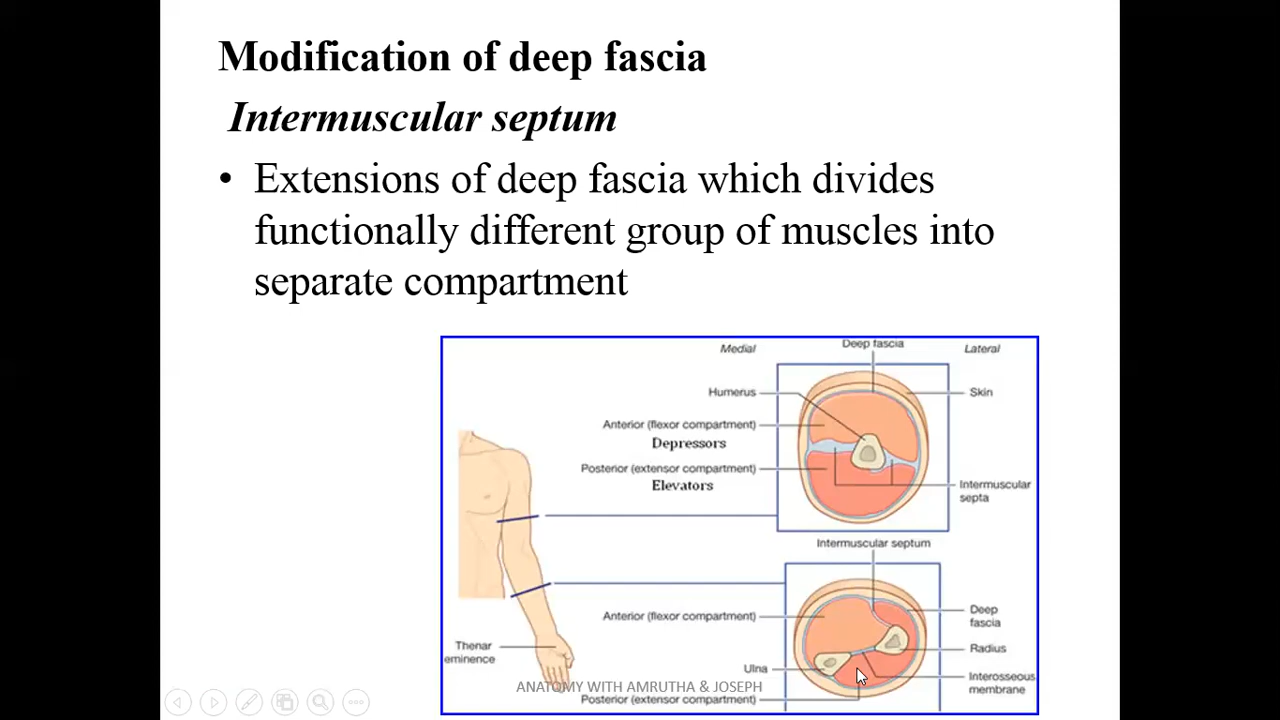 Modification of deep fascia
Intermuscular septum
• Extensions of deep fascia which divides
functionally different group of muscles into
separate compartment
Medial
Deep fascia
Lateral
Humerus
Skin
Anterior (flexor compartment)
Depressors
Posterior (extensor compartment)
Elevators
Intermuscular
septa
Intermuscular septum
Anterior (flexor compartment)
Deep
fascia
Thenar
eminence
Radius
Ulna
Interosseous
membrane
ANATOMY WITH AMRUTHA & JOSEPH
Posterior (extensor compartment)